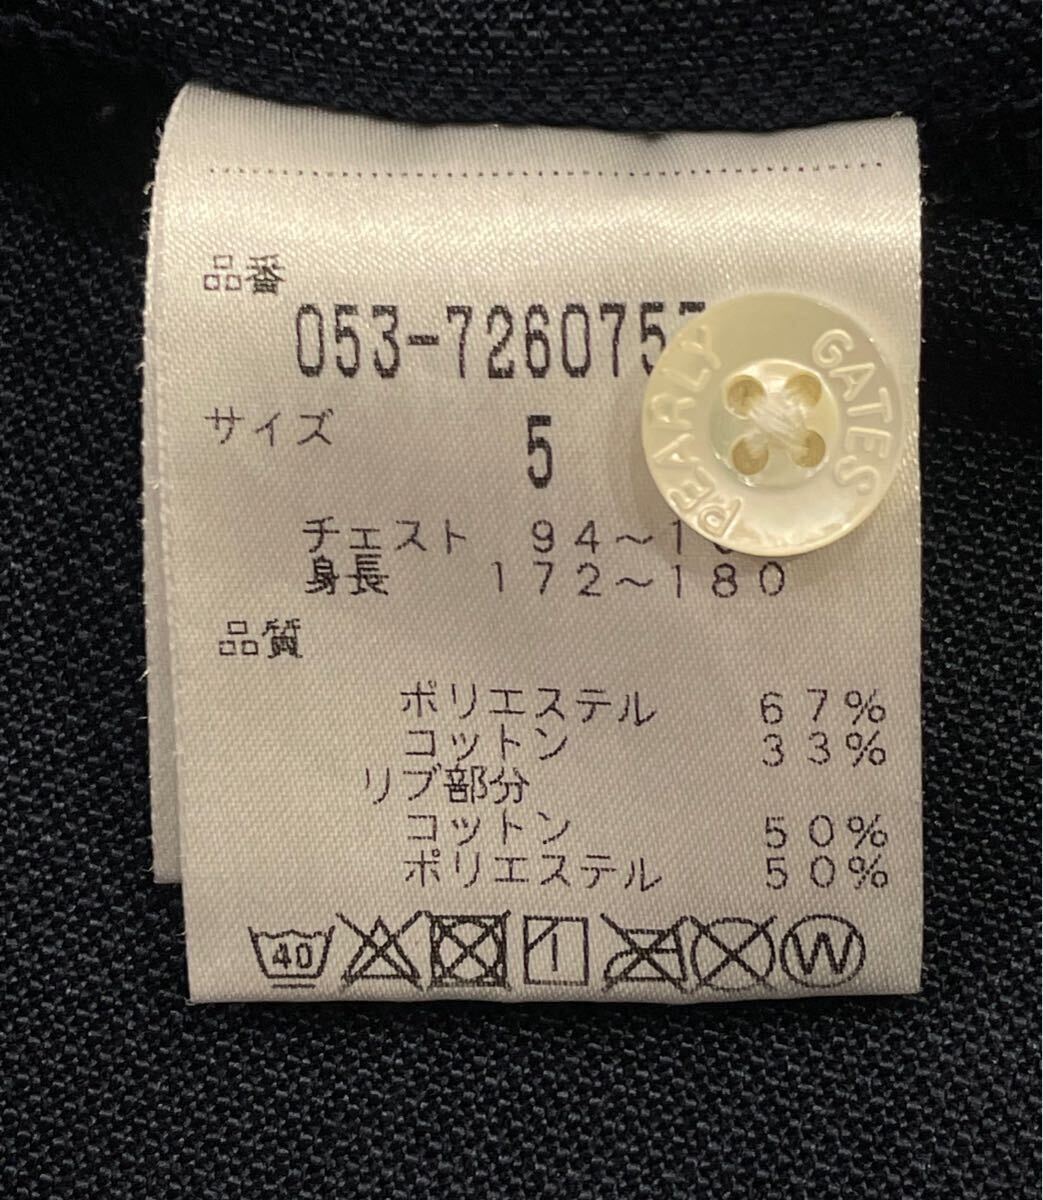 品番
053-726075
サイズ
5
PEARLY GATES
チェスト 94~1
身長 172~180
品質
ポリエステル 67%
コットン 33%
リブ部分
コットン 50%
ポリエステル 50%
40
W